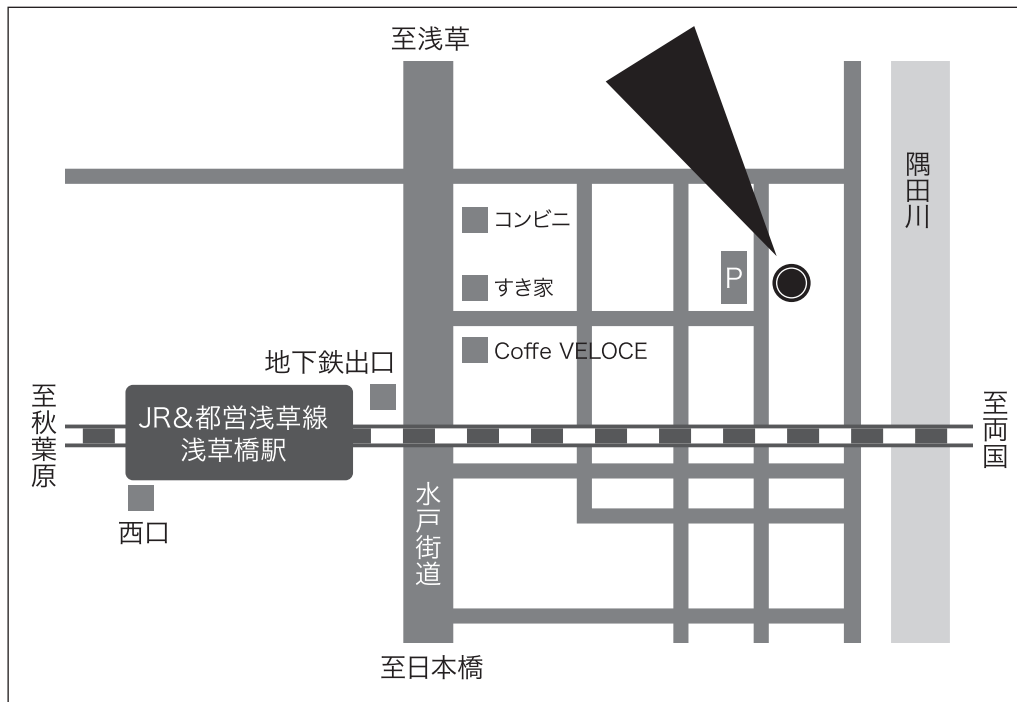 至浅草
隅田川
コンビニ
P
すき家
Coffe VELOCE
地下鉄出口
至秋葉原
JR&都営浅草線
浅草橋駅
至両国
西口
水戸街道
至日本橋